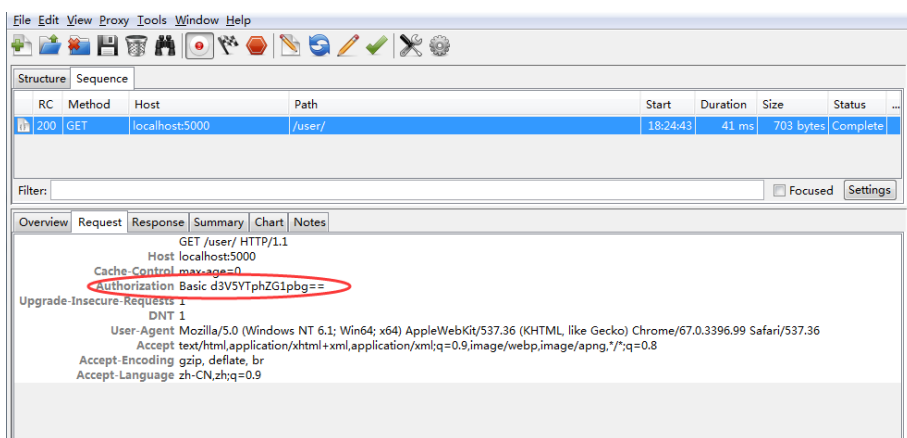 File Edit View Proxy Tools Window Help
Structure Sequence
RC Method Host Path Start Duration Size Status ...
200 GET localhost:5000 /user/ 18:24:43 41 ms 703 bytes Complete
Filter: Focused Settings
Overview Request Response Summary Chart Notes
GET /user/ HTTP/1.1
Host localhost:5000
Cache-Control max-age=0
Authorization Basic d3V5YTphZG1pbg==
Upgrade-Insecure-Requests 1
DNT 1
User-Agent Mozilla/5.0 (Windows NT 6.1; Win64; x64) AppleWebKit/537.36 (KHTML, like Gecko) Chrome/67.0.3396.99 Safari/537.36
Accept text/html,application/xhtml+xml,application/xml;q=0.9,image/webp,image/apng,*/*;q=0.8
Accept-Encoding gzip, deflate, br
Accept-Language zh-CN,zh;q=0.9